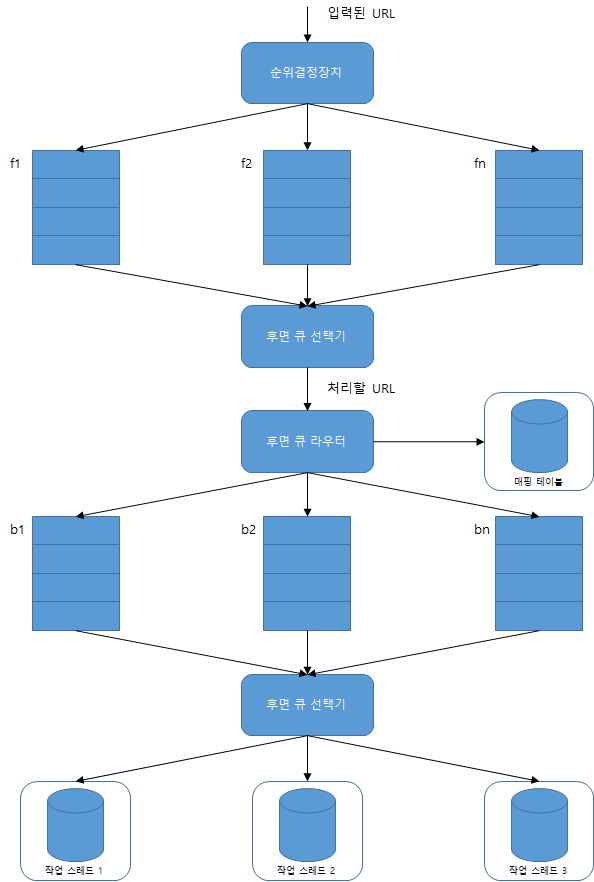 입력된 URL
순위결정장치
f1
f2
fn
후면 큐 선택기
처리할 URL
후면 큐 라우터
매핑 테이블
b1
b2
bn
후면 큐 선택기
작업 스레드 1
작업 스레드 2
작업 스레드 3